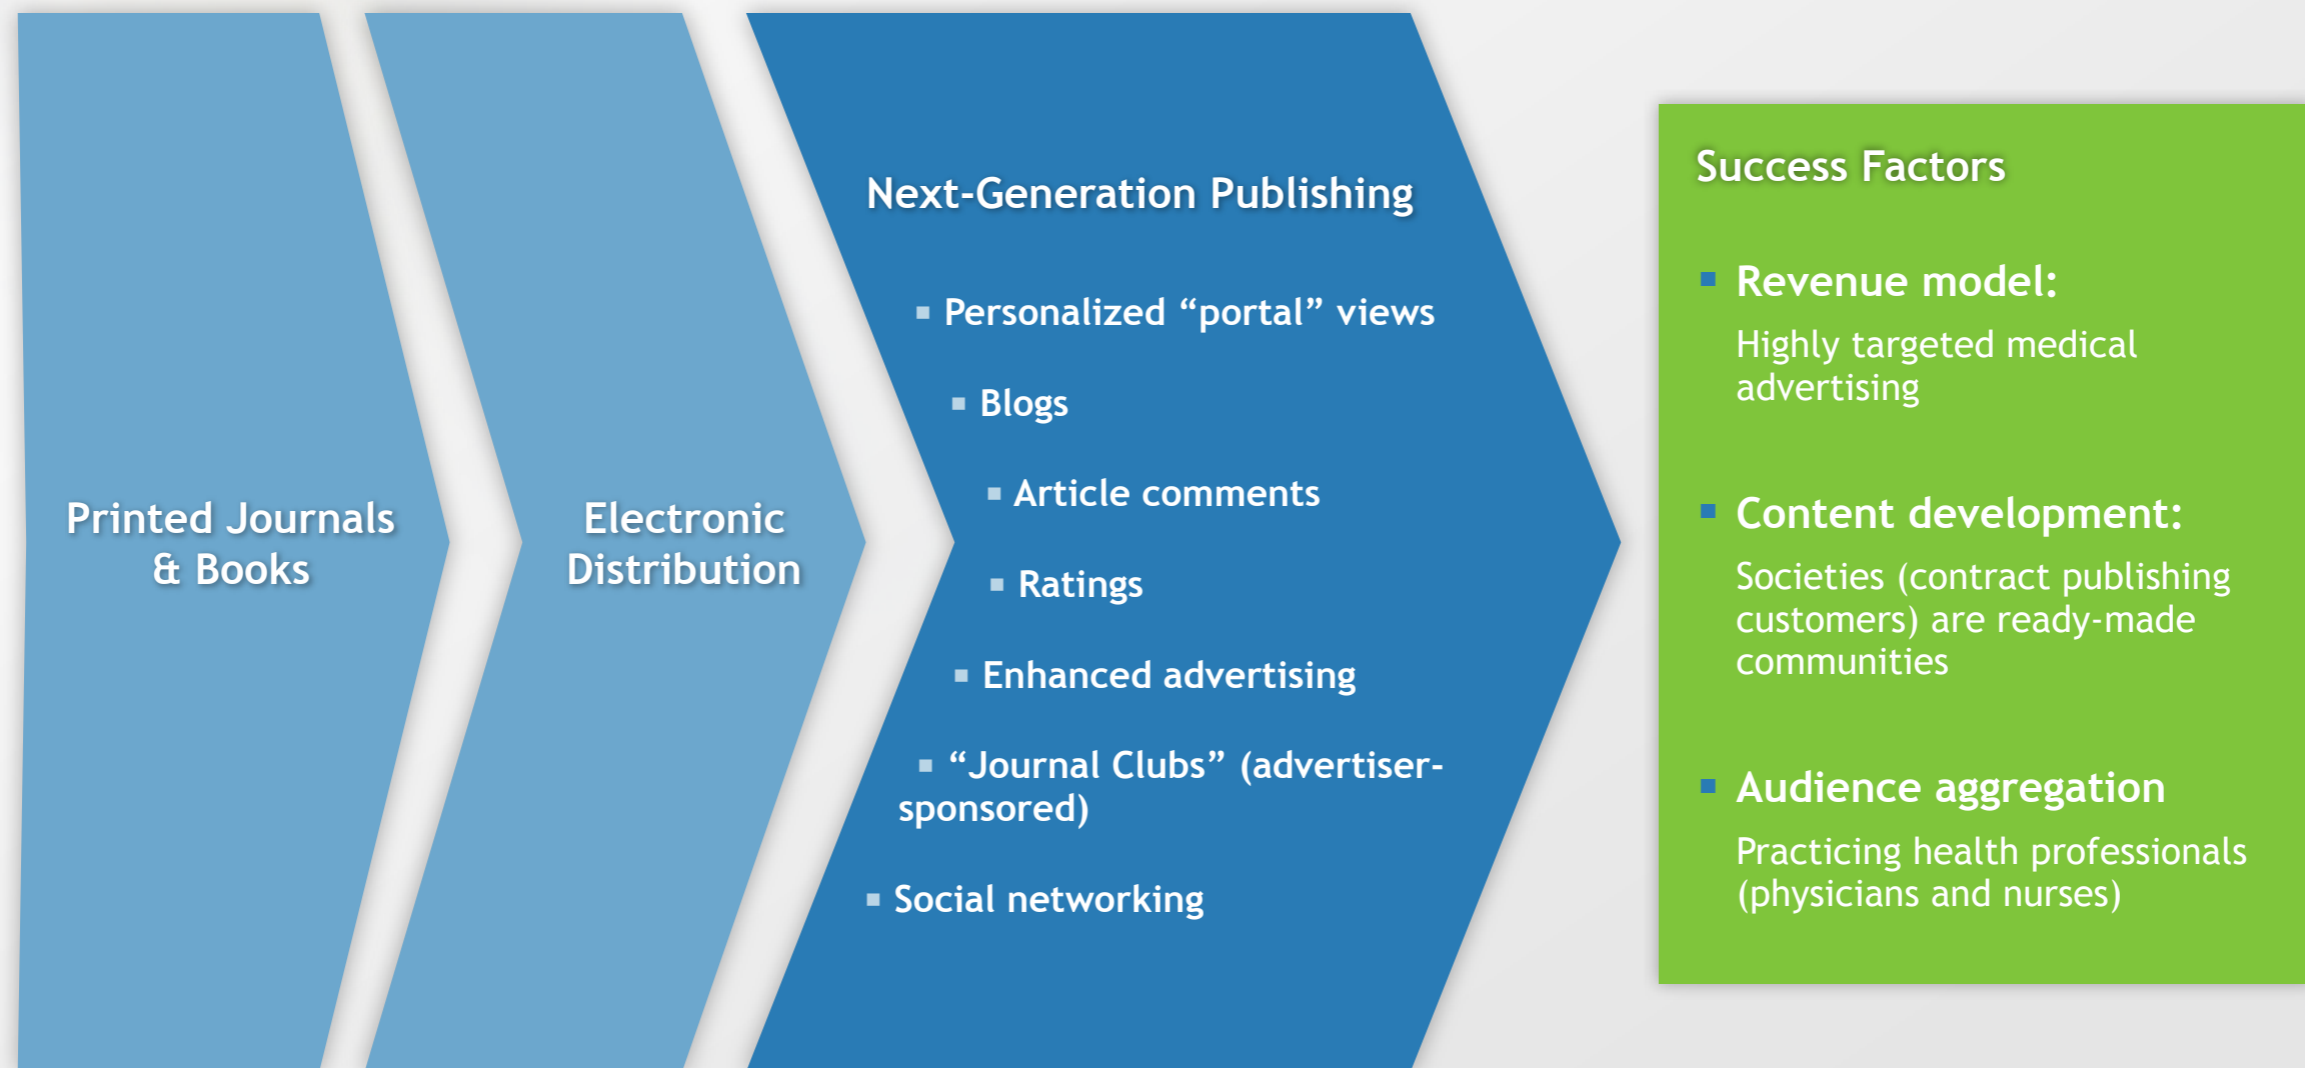 Printed Journals
& Books
Electronic
Distribution
Next-Generation Publishing
▪ Personalized “portal” views
▪ Blogs
▪ Article comments
▪ Ratings
▪ Enhanced advertising
▪ “Journal Clubs” (advertiser-
sponsored)
▪ Social networking
Success Factors
▪ Revenue model:
Highly targeted medical
advertising
▪ Content development:
Societies (contract publishing
customers) are ready-made
communities
▪ Audience aggregation
Practicing health professionals
(physicians and nurses)